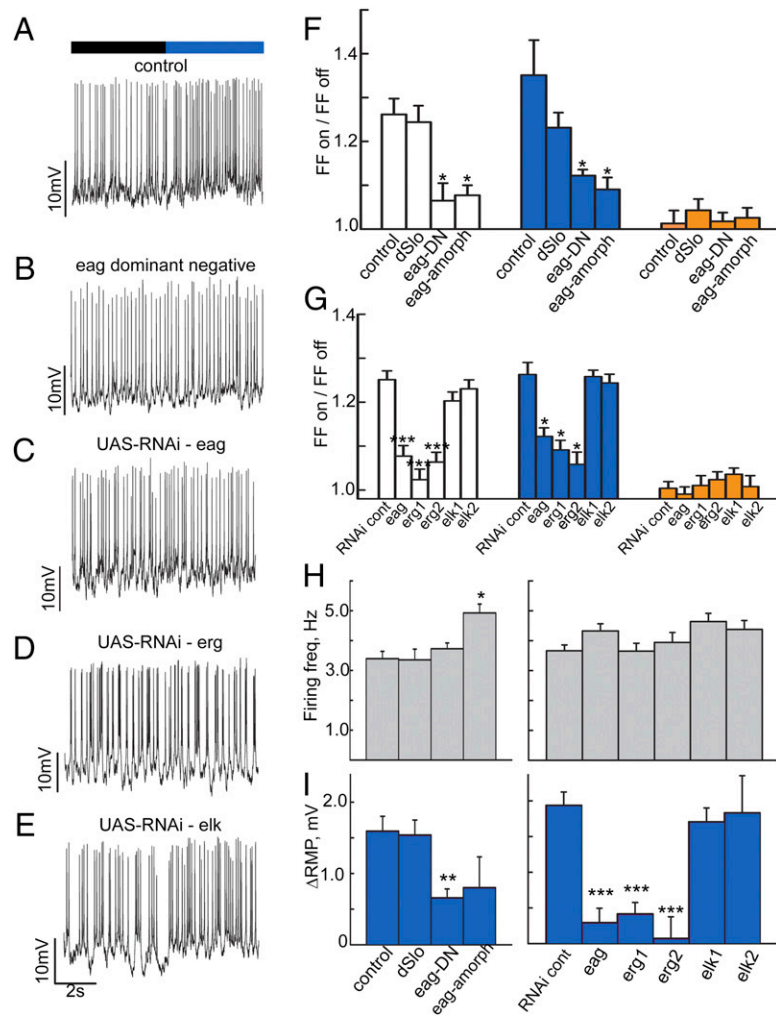 A
control
10mV
B
eag dominant negative
10mV
C
UAS-RNAi - eag
10mV
D
UAS-RNAi - erg
10mV
E
UAS-RNAi - elk
10mV
2s
F
FF on / FF off
1.4
1.2
1.0
* *
* *
control dSlo eag-DN eag-amorph
control dSlo eag-DN eag-amorph
control dSlo eag-DN eag-amorph
G
FF on / FF off
1.4
1.2
1.0
*** *** ***
* * *
RNAi cont eag erg1 erg2 elk1 elk2
RNAi cont eag erg1 erg2 elk1 elk2
RNAi cont eag erg1 erg2 elk1 elk2
H
Firing freq, Hz
5.0
3.0
1.0
*
I
ΔRMP, mV
2.0
1.0
0
**
*** *** ***
control dSlo eag-DN eag-amorph
RNAi cont eag erg1 erg2 elk1 elk2